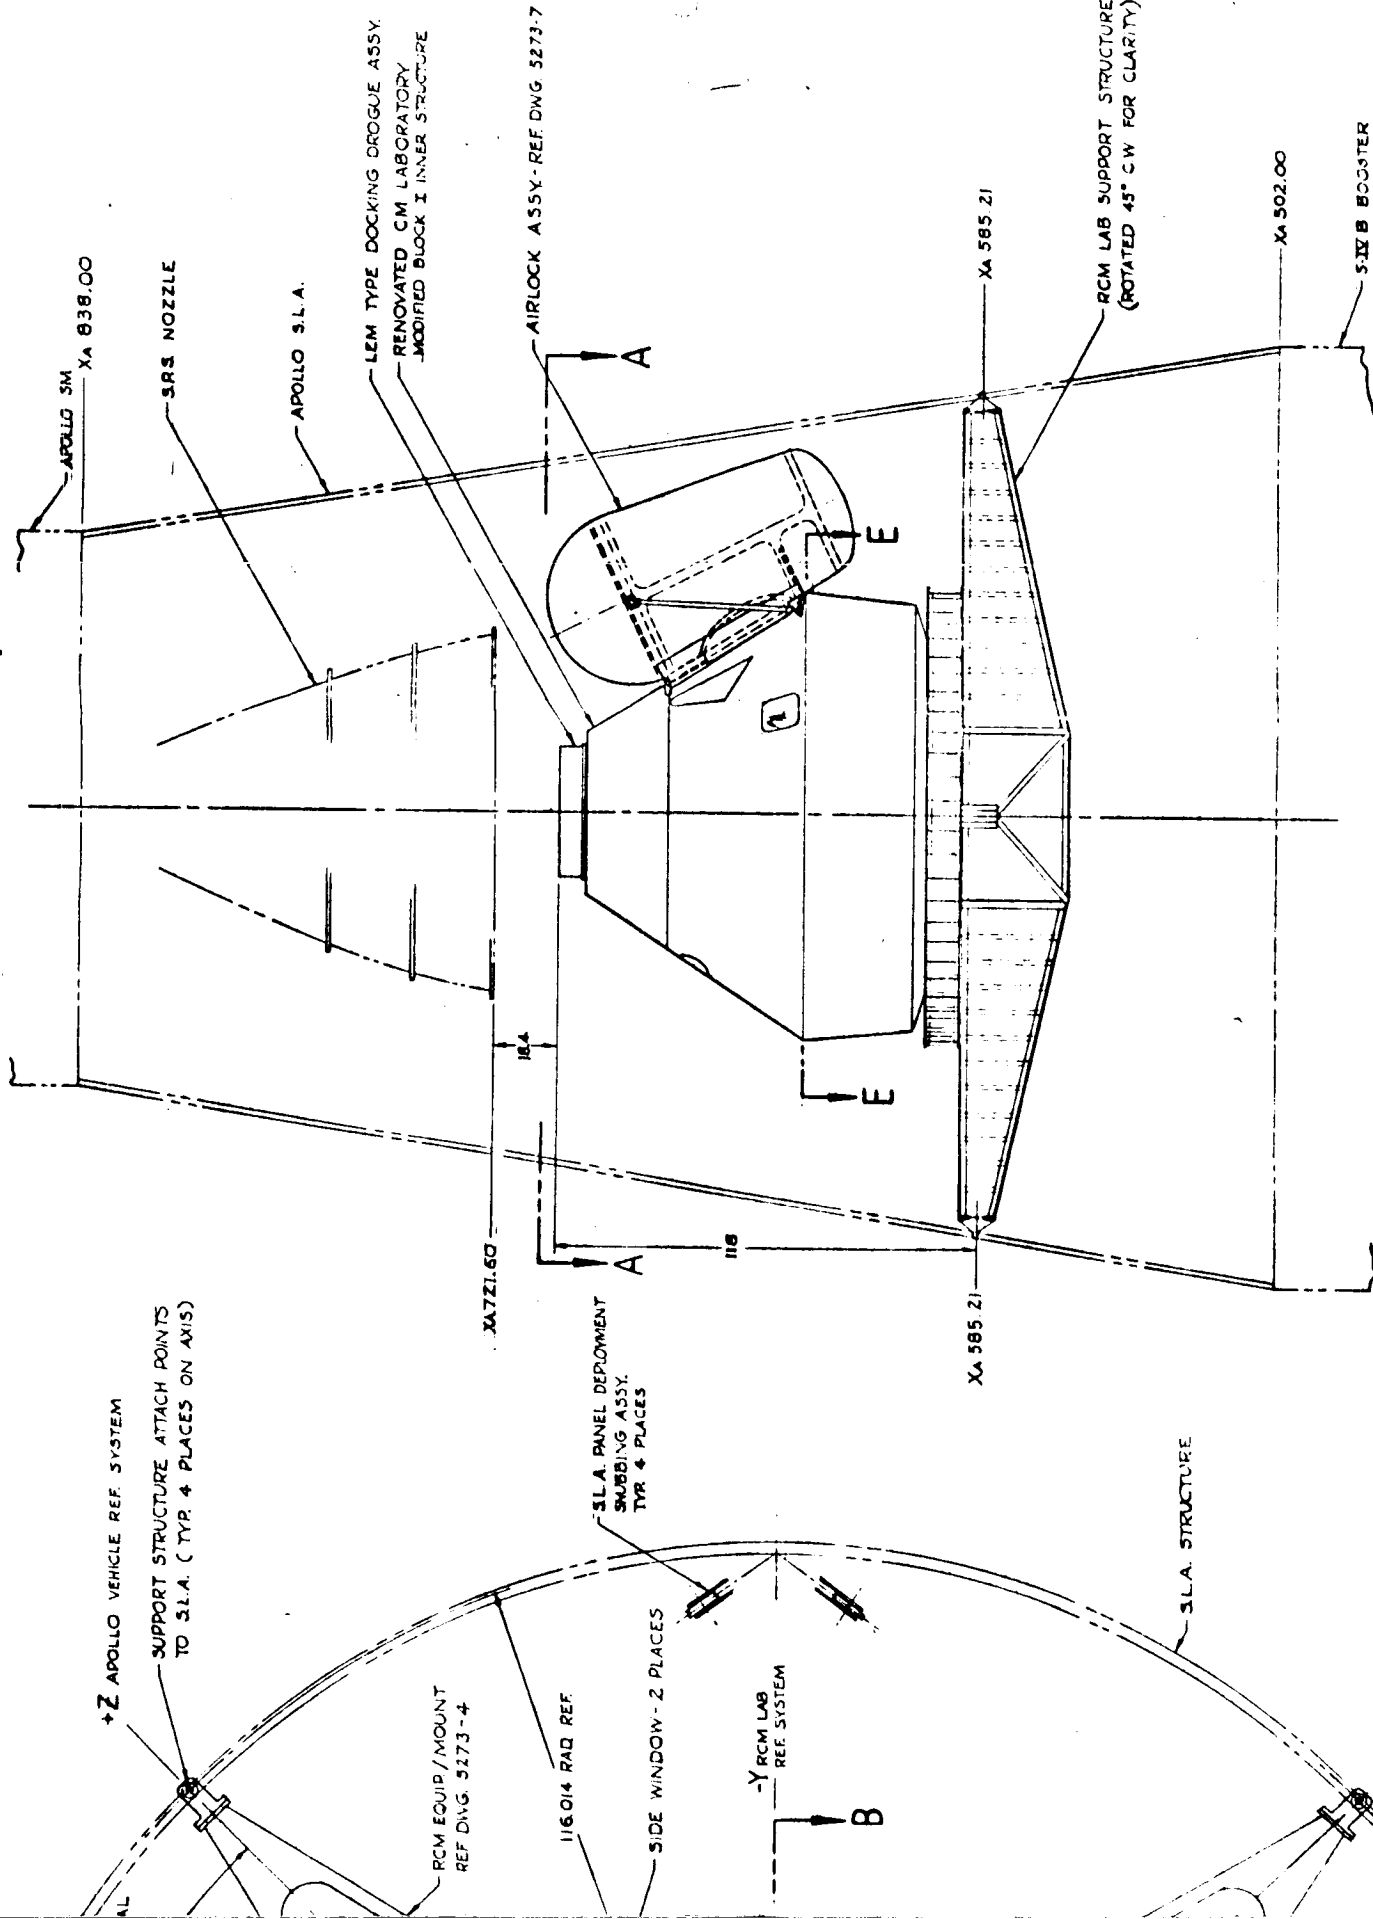 APOLLO SM
XA 838.00
S.P.S. NOZZLE
APOLLO S.L.A.
LEM TYPE DOCKING DROGUE ASSY.
RENOVATED CM LABORATORY
MODIFIED BLOCK I INNER STRUCTURE
AIRLOCK ASSY.-REF. DWG. 5273-7
A
E
XA 585.21
RCM LAB SUPPORT STRUCTURE
(ROTATED 45° CW FOR CLARITY)
XA 502.00
S-IV B BOOSTER
18.4
XA 721.60
A
118
E
XA 585.21
+Z APOLLO VEHICLE REF. SYSTEM
SUPPORT STRUCTURE ATTACH POINTS
TO S.L.A. (TYP. 4 PLACES ON AXIS)
S.L.A. PANEL DEPLOYMENT
SNUBBING ASSY.
TYP. 4 PLACES
RCM EQUIP/MOUNT
REF DWG. 5273-4
116.014 RAD REF.
SIDE WINDOW-2 PLACES
-Y RCM LAB
REF. SYSTEM
B
S.L.A. STRUCTURE
AL